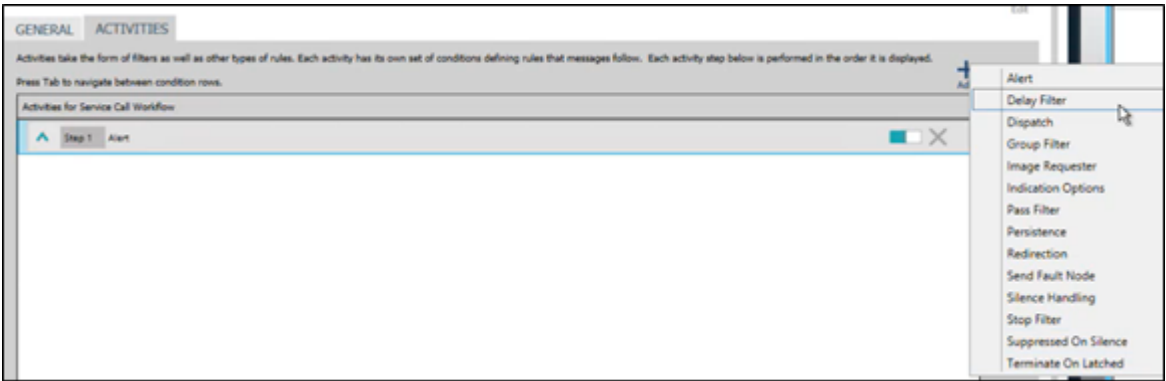 Edit
GENERAL ACTIVITIES
Activities take the form of filters as well as other types of rules. Each activity has its own set of conditions defining rules that messages follow. Each activity step below is performed in the order it is displayed.
Press Tab to navigate between condition rows.
Activities for Service Call Workflow
Step 1 Alert
Alert
Delay Filter
Dispatch
Group Filter
Image Requester
Indication Options
Pass Filter
Persistence
Redirection
Send Fault Node
Silence Handling
Stop Filter
Suppressed On Silence
Terminate On Latched